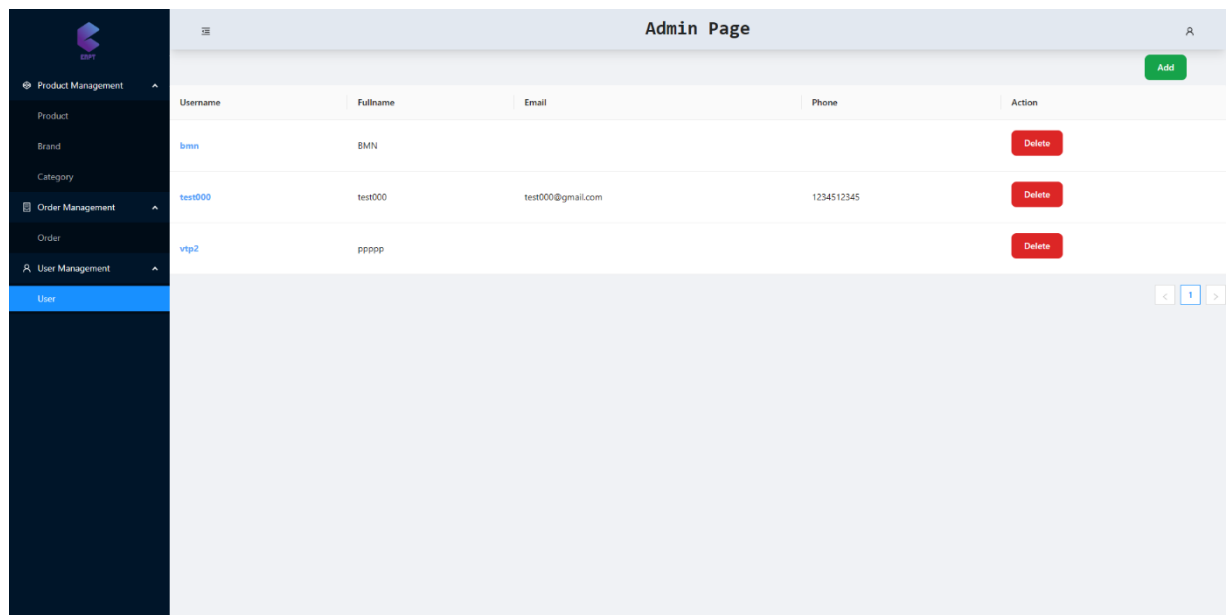 Admin Page
EBPT
Product Management
Product
Brand
Category
Order Management
Order
User Management
User
Add
Username Fullname Email Phone Action
bmn BMN Delete
test000 test000 test000@gmail.com 1234512345 Delete
vtp2 ppppp Delete
< 1 >